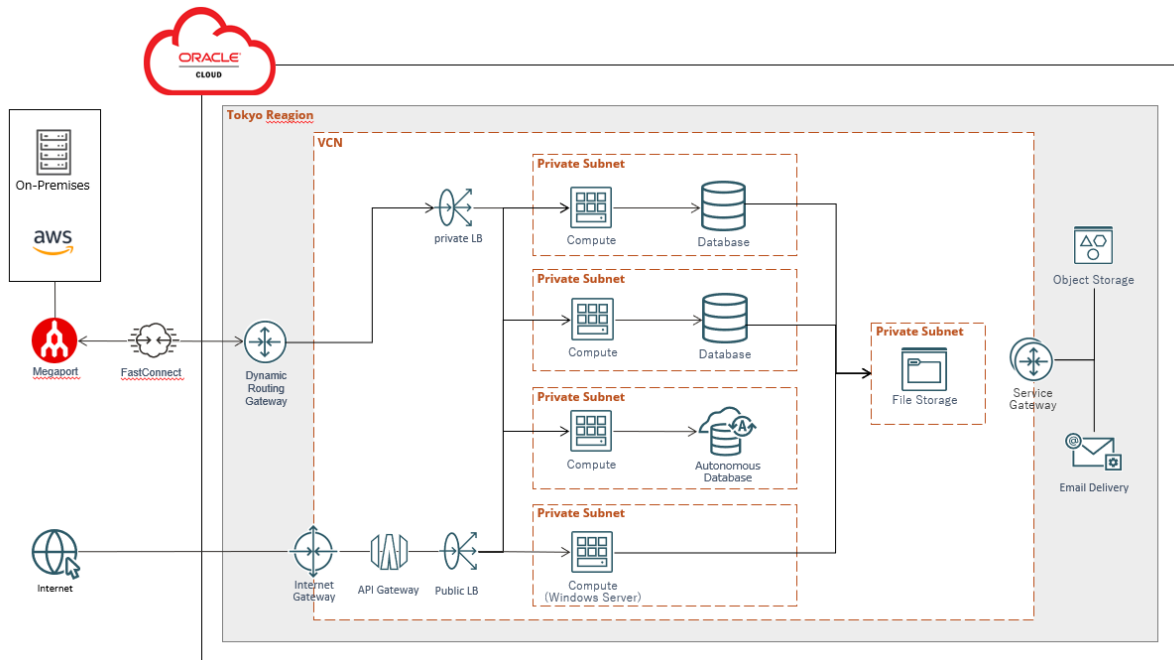 ORACLE
CLOUD
Tokyo Reagion
VCN
On-Premises
aws
Megaport
FastConnect
Dynamic
Routing
Gateway
private LB
Private Subnet
Compute
Database
Private Subnet
Compute
Database
Private Subnet
Compute
Autonomous
Database
Private Subnet
Compute
(Windows Server)
Private Subnet
File Storage
Service
Gateway
Object Storage
@
Email Delivery
Internet
Internet
Gateway
API Gateway
Public LB
A